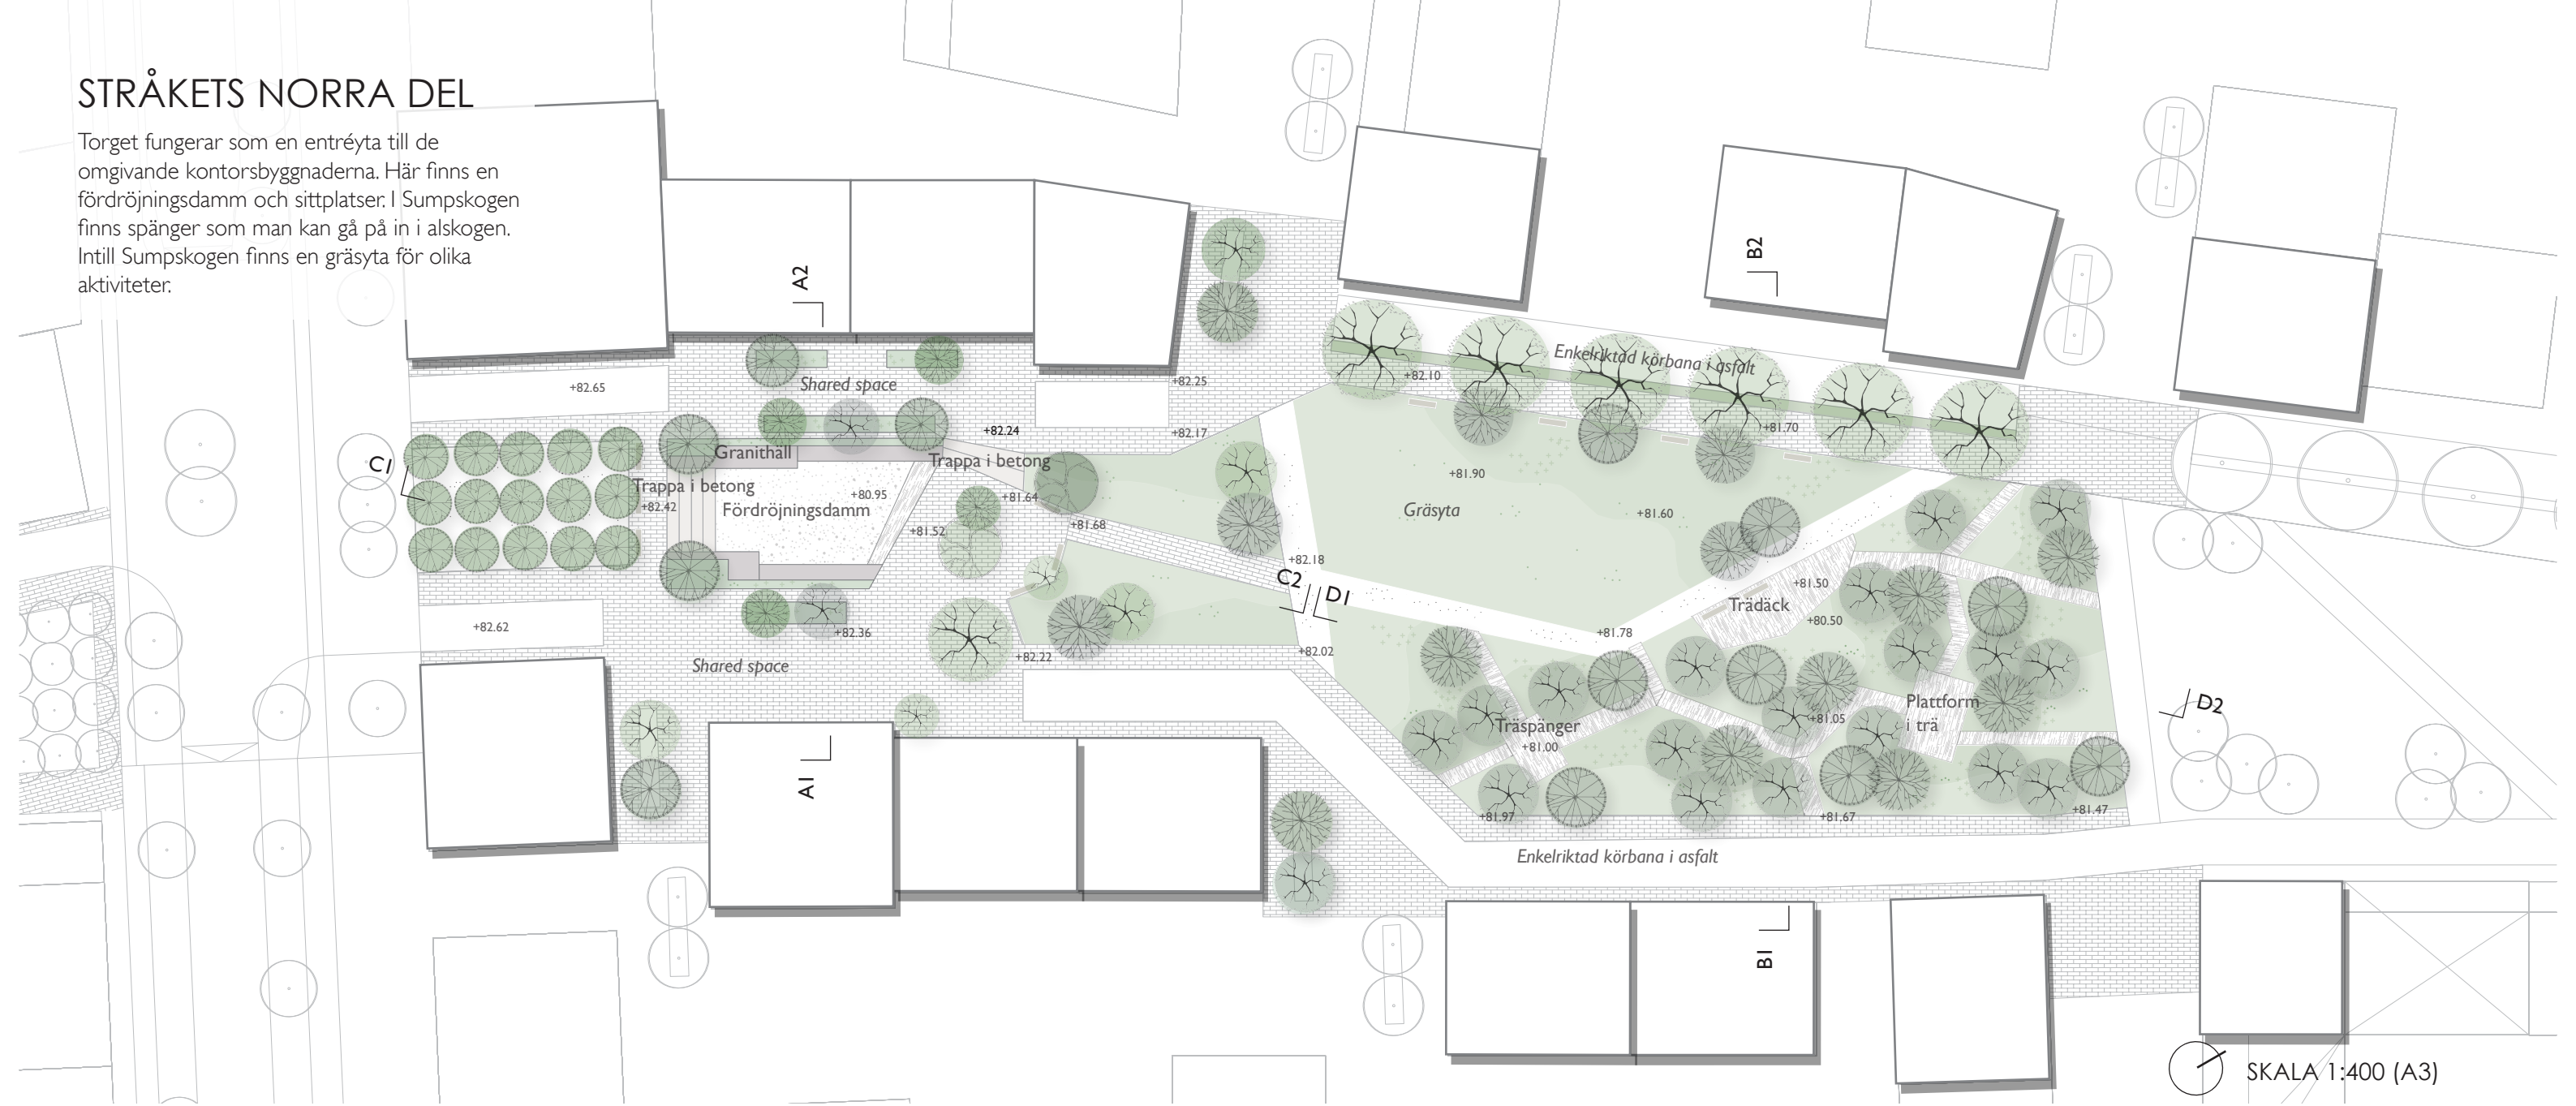 STRÅKETS NORRA DEL
Torget fungerar som en entréyta till de
omgivande kontorsbyggnaderna. Här finns en
fördröjningsdamm och sittplatser. I Sumpskogen
finns spänger som man kan gå på in i alskogen.
Intill Sumpskogen finns en gräsyta för olika
aktiviteter.
A2
B2
Enkelriktad körbana i asfalt
+82.10
+82.25
Shared space
+82.65
+82.24
+82.17
+81.70
C1
Granithäll
Trappa i betong
+81.90
Trappa i betong
+82.42
+80.95
+81.64
Fördröjningsdamm
Gräsyta
+81.60
+81.52
+81.68
+82.18
C2
D1
+81.50
Trädäck
+80.50
+82.62
+82.36
+81.78
+82.22
+82.02
Shared space
Plattform
i trä
D2
+81.05
Träspänger
+81.00
A1
+81.97
+81.67
+81.47
Enkelriktad körbana i asfalt
B1
SKALA 1:400 (A3)